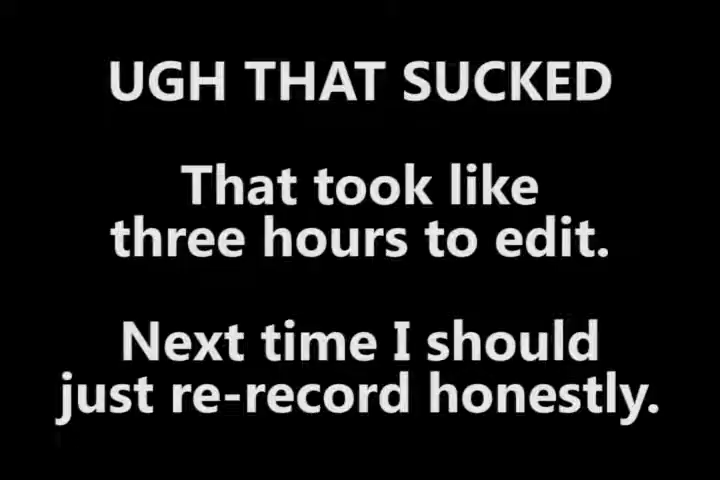 UGH THAT SUCKED
That took like
three hours to edit.
Next time I should
just re-record honestly.